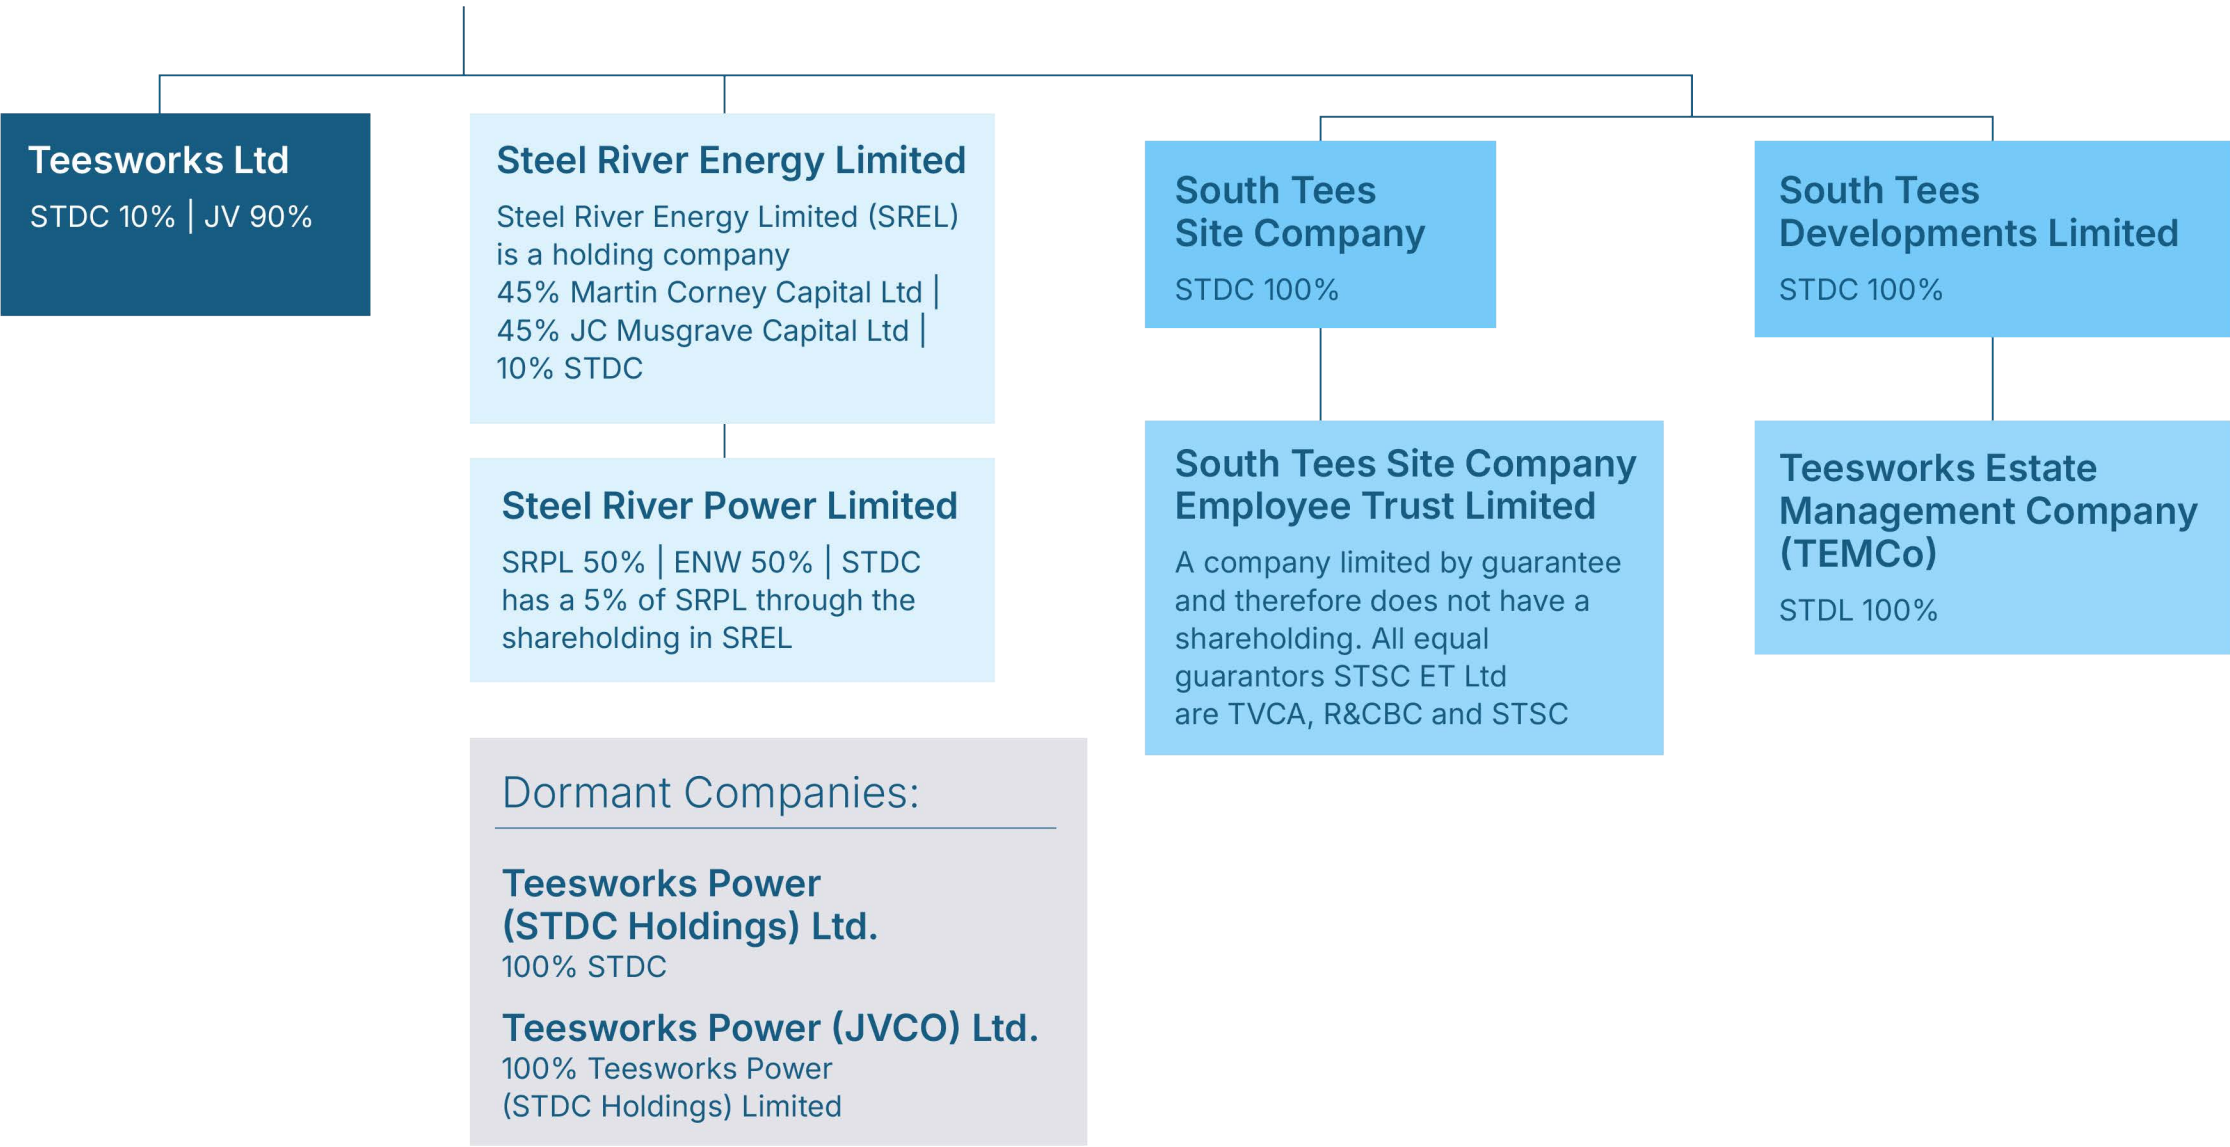 Teesworks Ltd
STDC 10% | JV 90%
Steel River Energy Limited
Steel River Energy Limited (SREL)
is a holding company
45% Martin Corney Capital Ltd |
45% JC Musgrave Capital Ltd |
10% STDC
Steel River Power Limited
SRPL 50% | ENW 50% | STDC
has a 5% of SRPL through the
shareholding in SREL
South Tees
Site Company
STDC 100%
South Tees Site Company
Employee Trust Limited
A company limited by guarantee
and therefore does not have a
shareholding. All equal
guarantors STSC ET Ltd
are TVCA, R&CBC and STSC
South Tees
Developments Limited
STDC 100%
Teesworks Estate
Management Company
(TEMCo)
STDL 100%
Dormant Companies:
Teesworks Power
(STDC Holdings) Ltd.
100% STDC
Teesworks Power (JVCO) Ltd.
100% Teesworks Power
(STDC Holdings) Limited